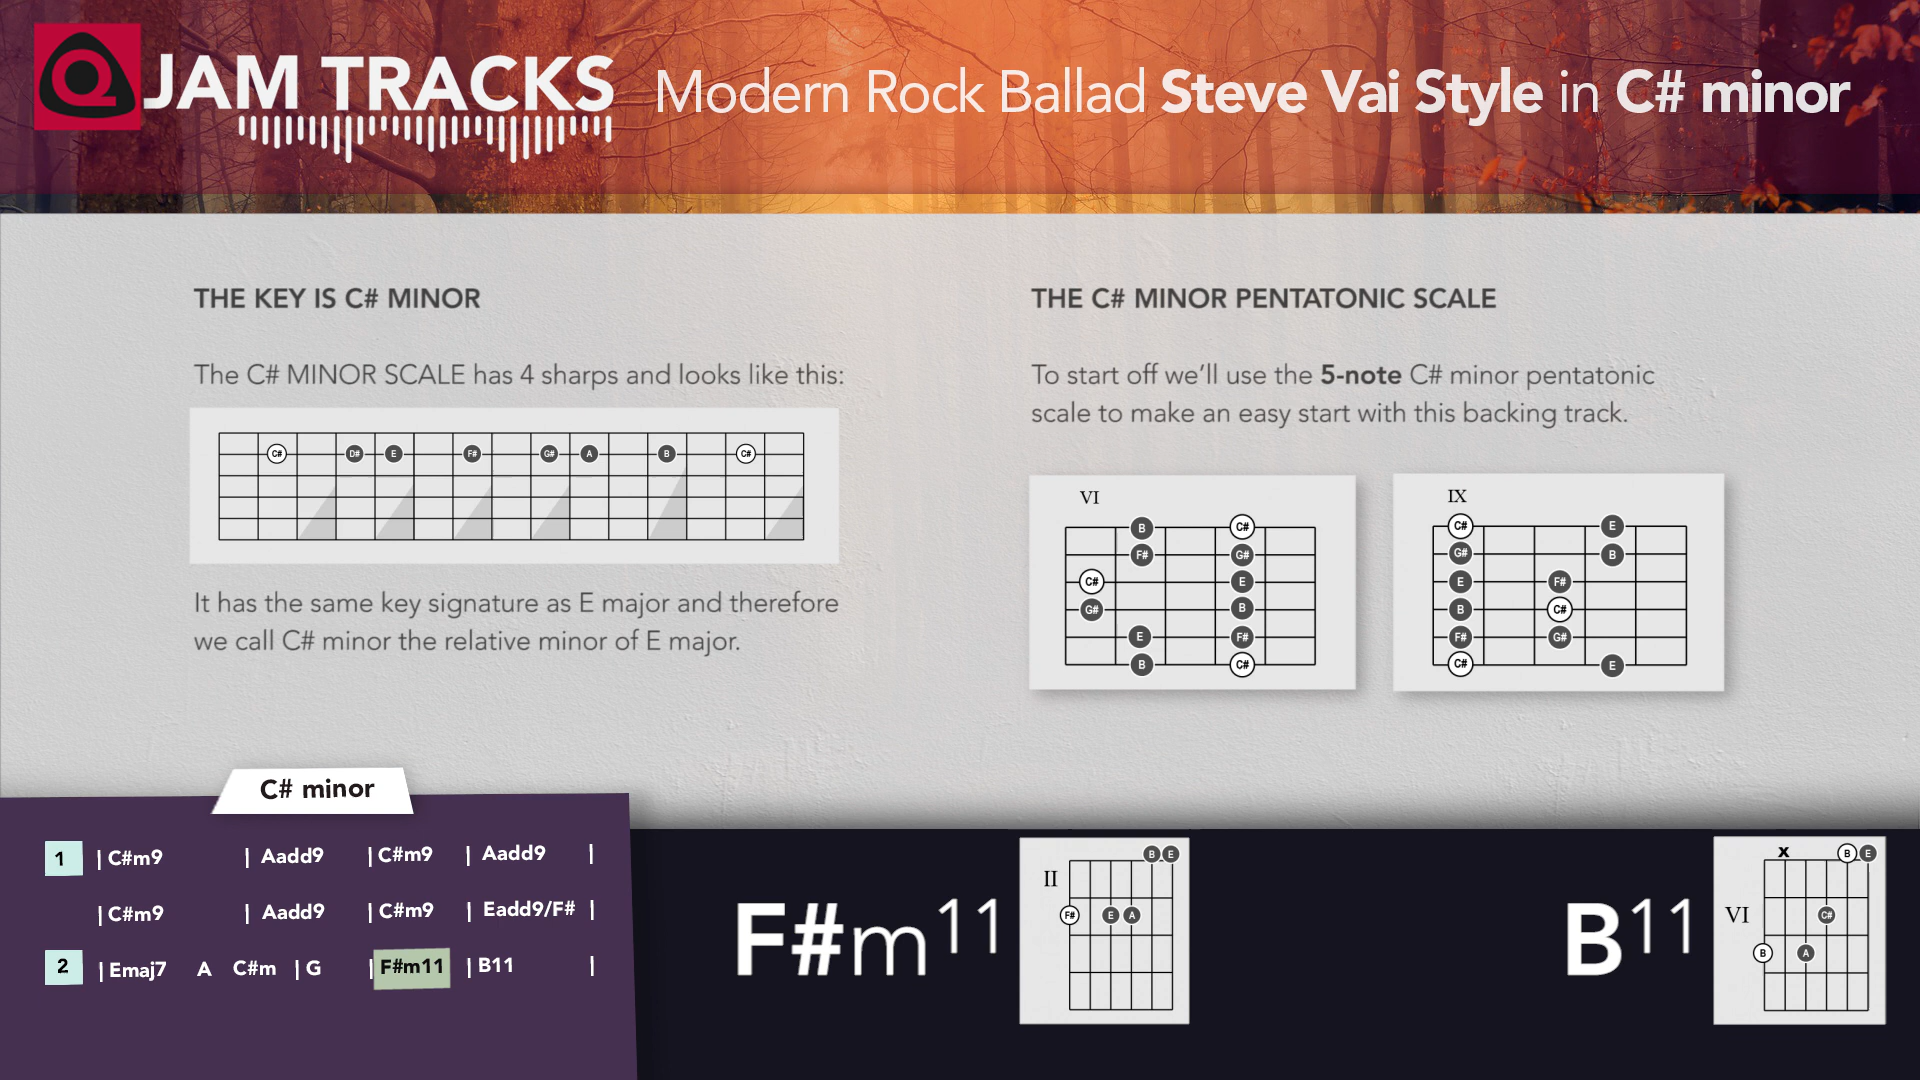 JAM TRACKS
Modern Rock Ballad Steve Vai Style in C# minor
THE KEY IS C# MINOR
The C# MINOR SCALE has 4 sharps and looks like this:
C# D# E F# G# A B C#
It has the same key signature as E major and therefore
we call C# minor the relative minor of E major.
THE C# MINOR PENTATONIC SCALE
To start off we'll use the 5-note C# minor pentatonic
scale to make an easy start with this backing track.
VI
B C#
F# G#
C# E
G# B
E F#
B C#
IX
C# E
G# B
E F#
B C#
F# G#
C# E
C# minor
1 | C#m9 | Aadd9 | C#m9 | Aadd9 |
| C#m9 | Aadd9 | C#m9 | Eadd9/F# |
2 | Emaj7 A C#m | G | F#m11 | B11 |
F#m11
B E
II
F# E A
B11
x B E
VI C#
B A